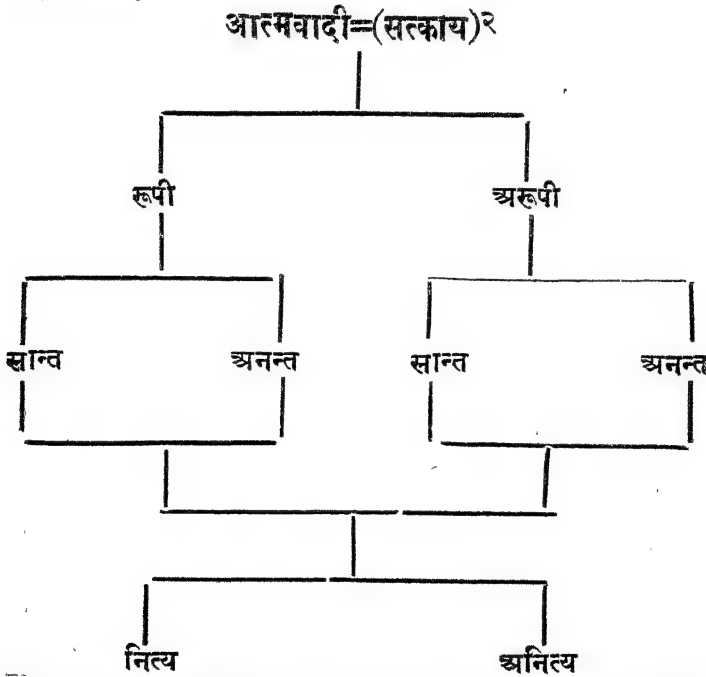 आत्मवादी=(सत्काय)२
रूपी अरूपी
सान्त अनन्त सान्त अनन्त
नित्य अनित्य